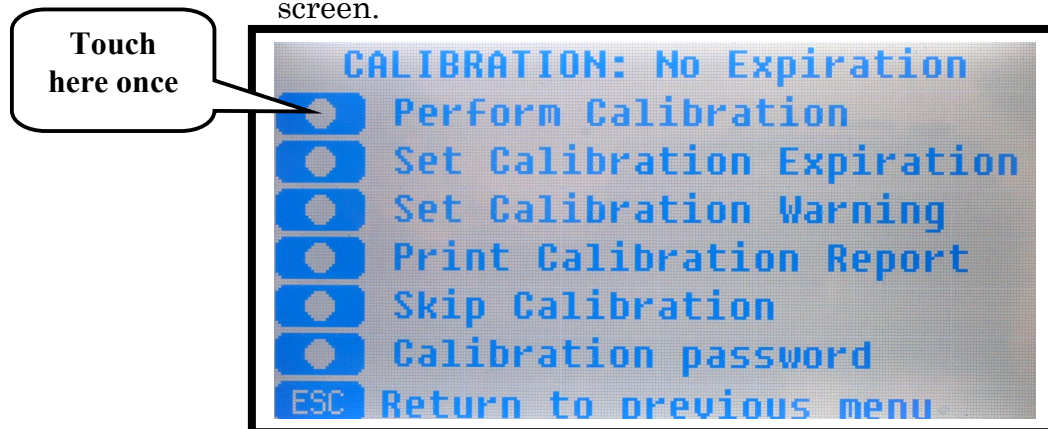 screen.
Touch
here once
CALIBRATION: No Expiration
Perform Calibration
Set Calibration Expiration
Set Calibration Warning
Print Calibration Report
Skip Calibration
Calibration password
ESC Return to previous menu